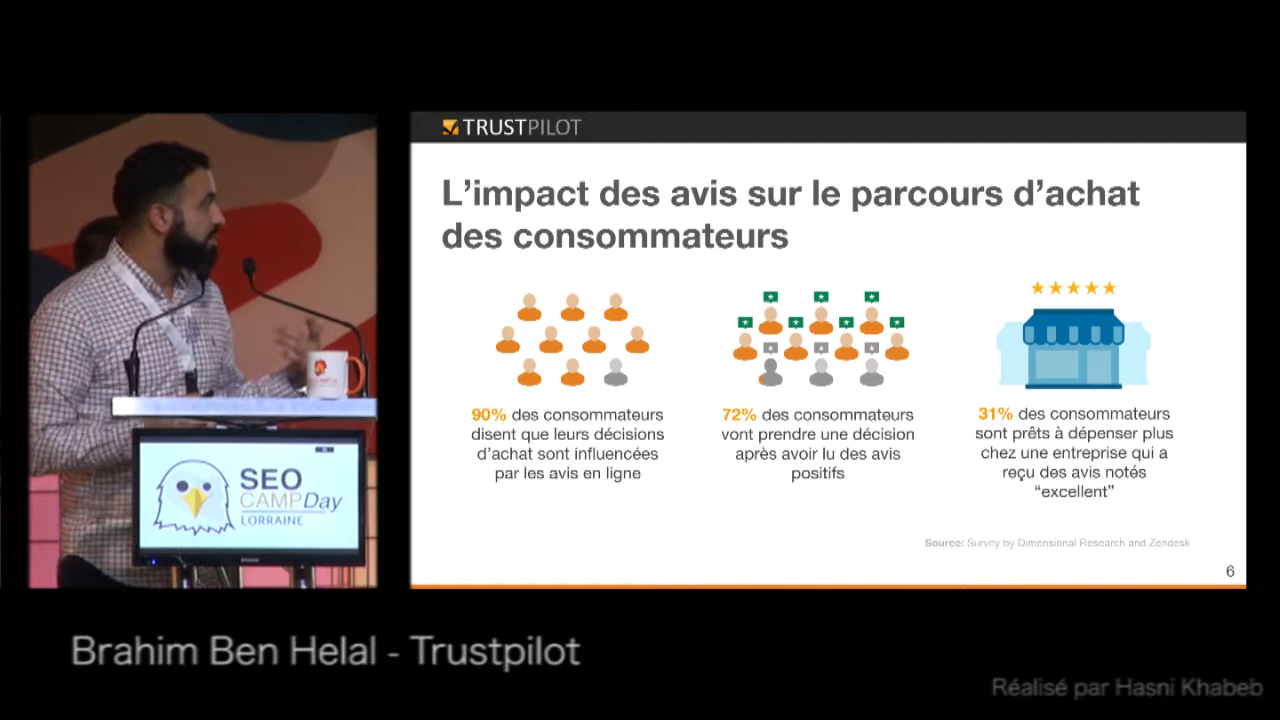 TRUSTPILOT
L'impact des avis sur le parcours d'achat
des consommateurs
90% des consommateurs
disent que leurs décisions
d'achat sont influencées
par les avis en ligne
72% des consommateurs
vont prendre une décision
après avoir lu des avis
positifs
31% des consommateurs
sont prêts à dépenser plus
chez une entreprise qui a
reçu des avis notés
“excellent”
Source: Survey by Dimensional Research and Zendesk
6
SEO
CAMPDay
LORRAINE
Brahim Ben Helal - Trustpilot
Réalisé par Hasni Khabeb